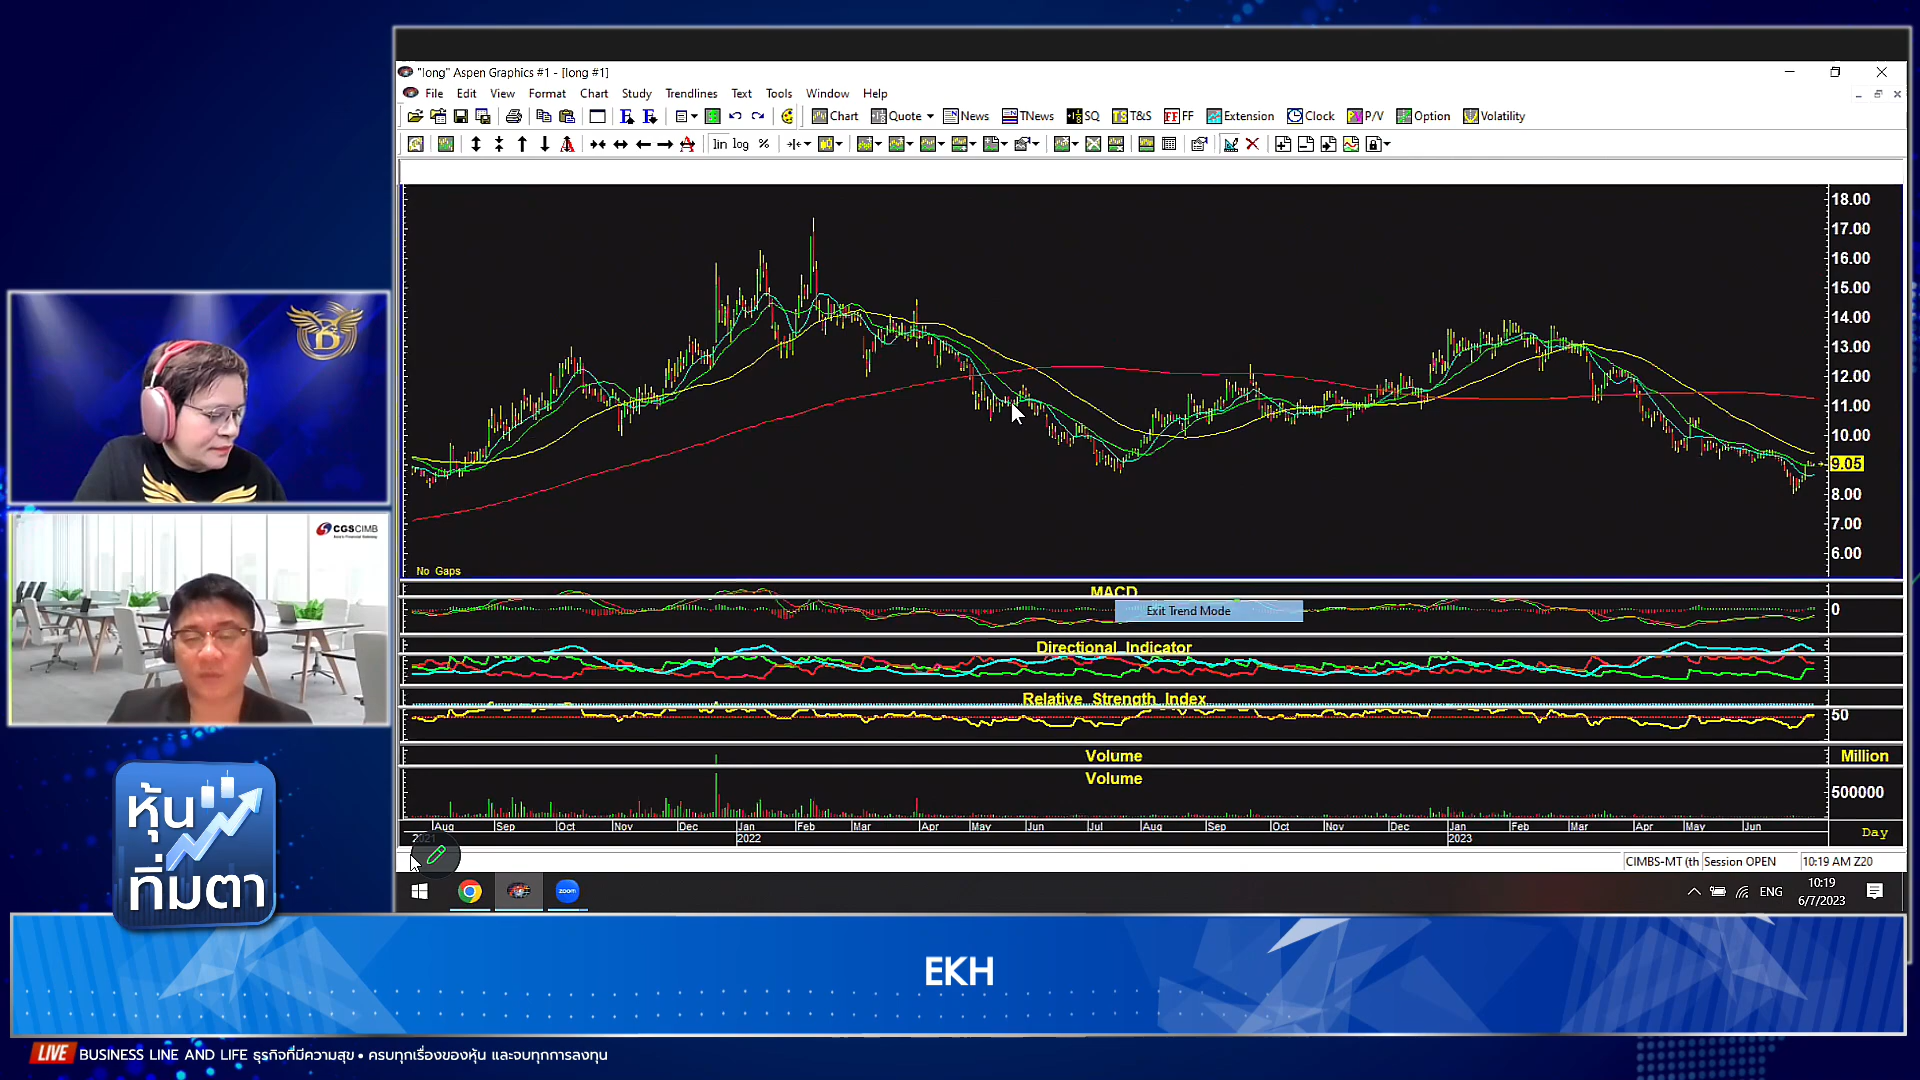 "long" Aspen Graphics #1 - [long #1]
File Edit View Format Chart Study Trendlines Text Tools Window Help
Chart Quote News TNews SQ T&S FF Extension Clock P/V Option Volatility
lin log %
18.00
17.00
16.00
15.00
14.00
13.00
12.00
11.00
10.00
9.05
8.00
7.00
6.00
No Gaps
MACD
0
Exit Trend Mode
Directional Indicator
Relative Strength Index
50
Volume
Million
Volume
500000
Aug Sep Oct Nov Dec Jan Feb Mar Apr May Jun Jul Aug Sep Oct Nov Dec Jan Feb Mar Apr May Jun
2022 2023
Day
CIMBS-MT (th Session OPEN 10:19 AM Z20
zoom
ENG
10:19
6/7/2023
B
CGS CIMB
หุ้น
ทิ่มตา
EKH
LIVE BUSINESS LINE AND LIFE ธุรกิจที่มีความสุข • ครบทุกเรื่องของหุ้น และจบทุกการลงทุน